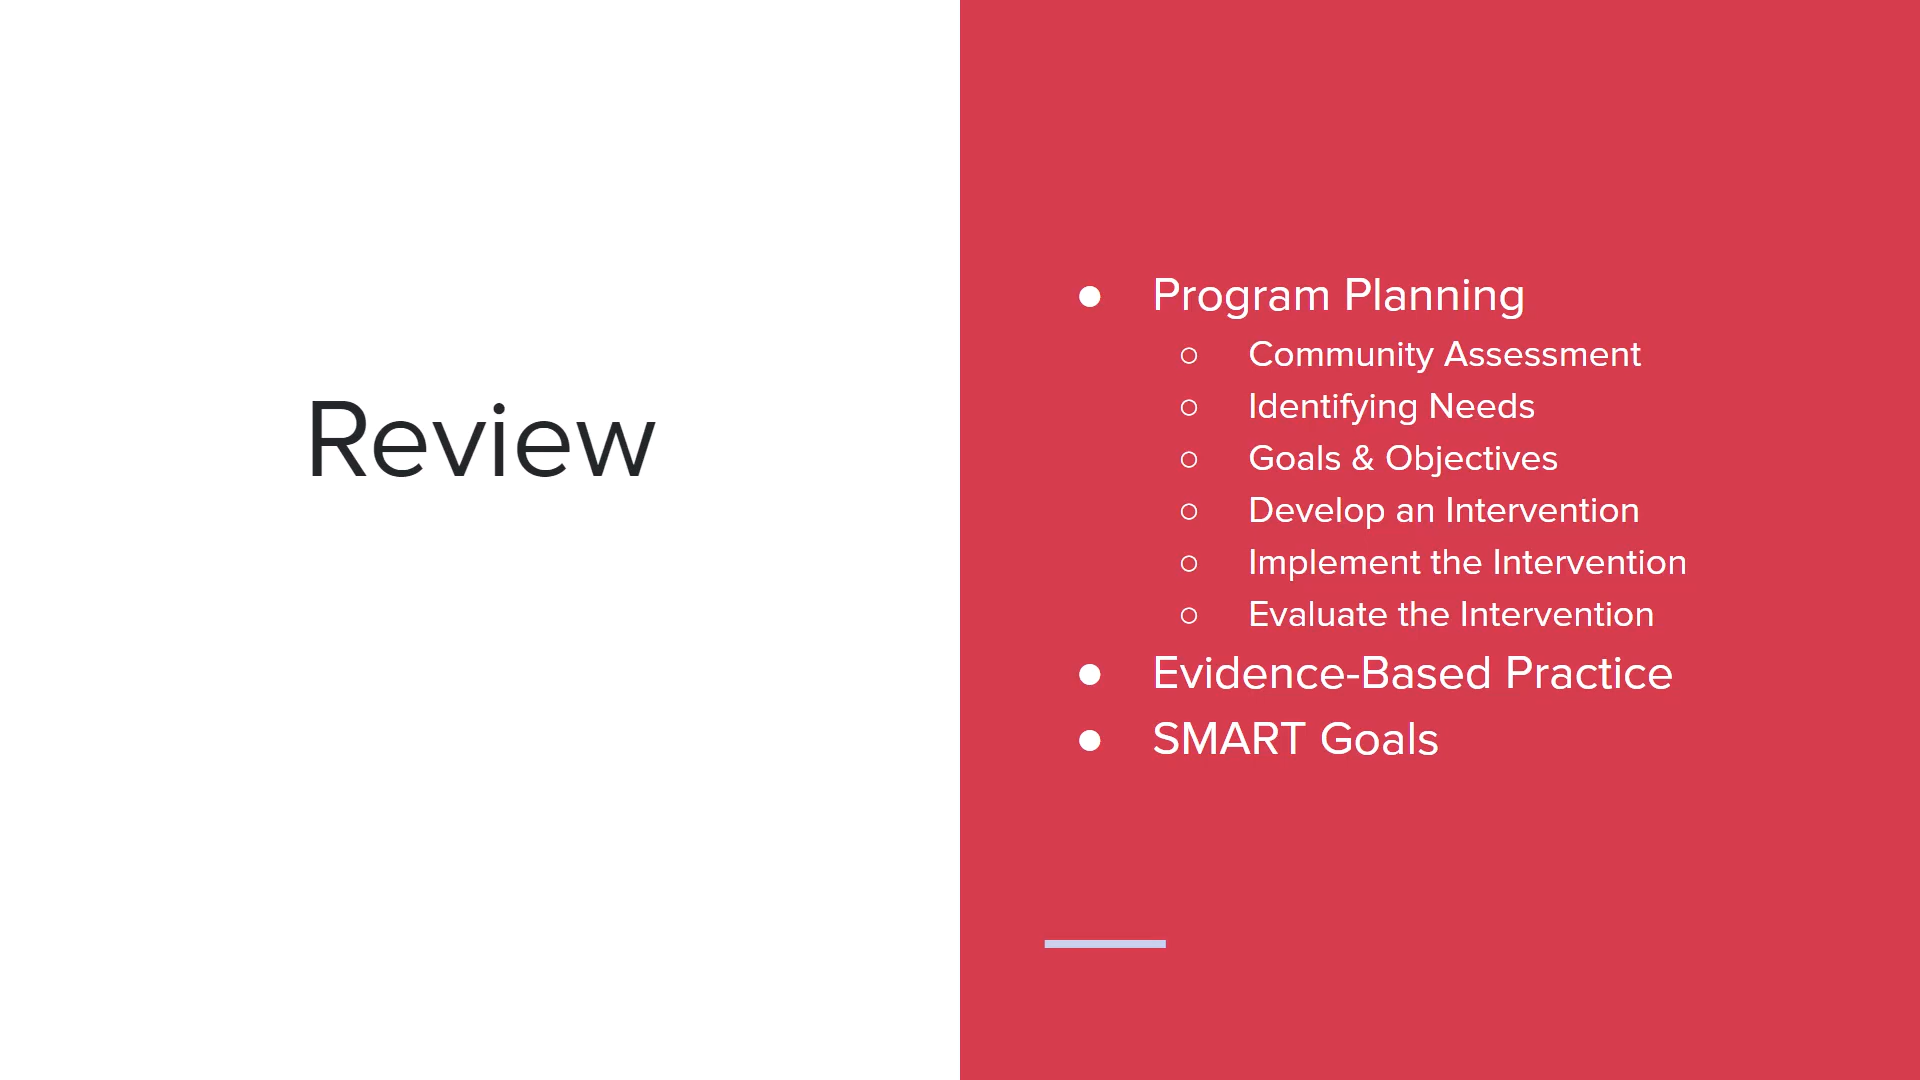 Review
● Program Planning
○ Community Assessment
○ Identifying Needs
○ Goals & Objectives
○ Develop an Intervention
○ Implement the Intervention
○ Evaluate the Intervention
● Evidence-Based Practice
● SMART Goals